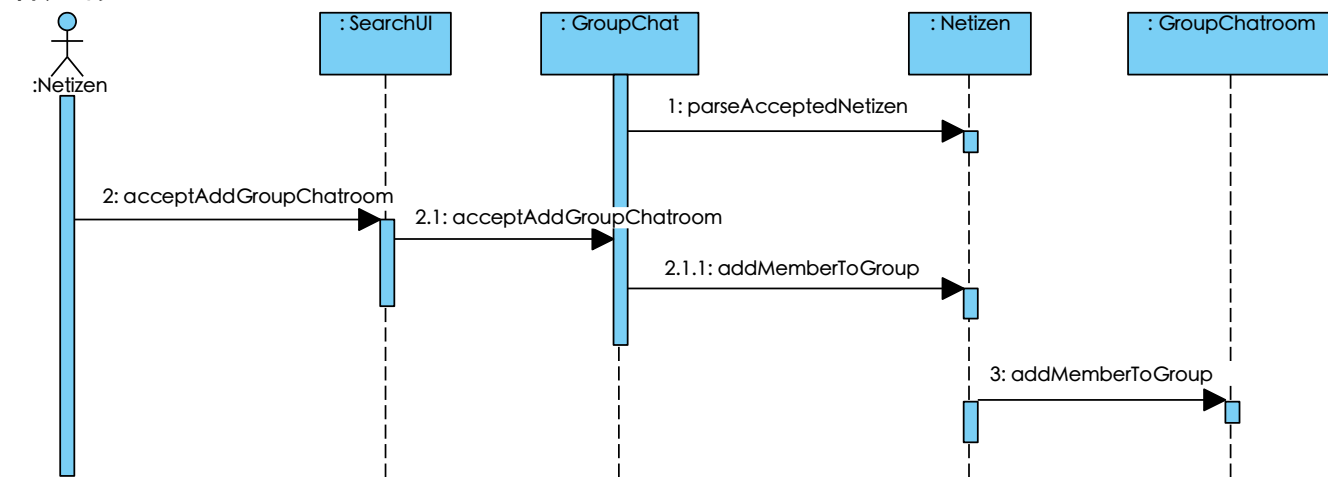 : SearchUI
: GroupChat
: Netizen
: GroupChatroom
:Netizen
1: parseAcceptedNetizen
2: acceptAddGroupChatroom
2.1: acceptAddGroupChatroom
2.1.1: addMemberToGroup
3: addMemberToGroup